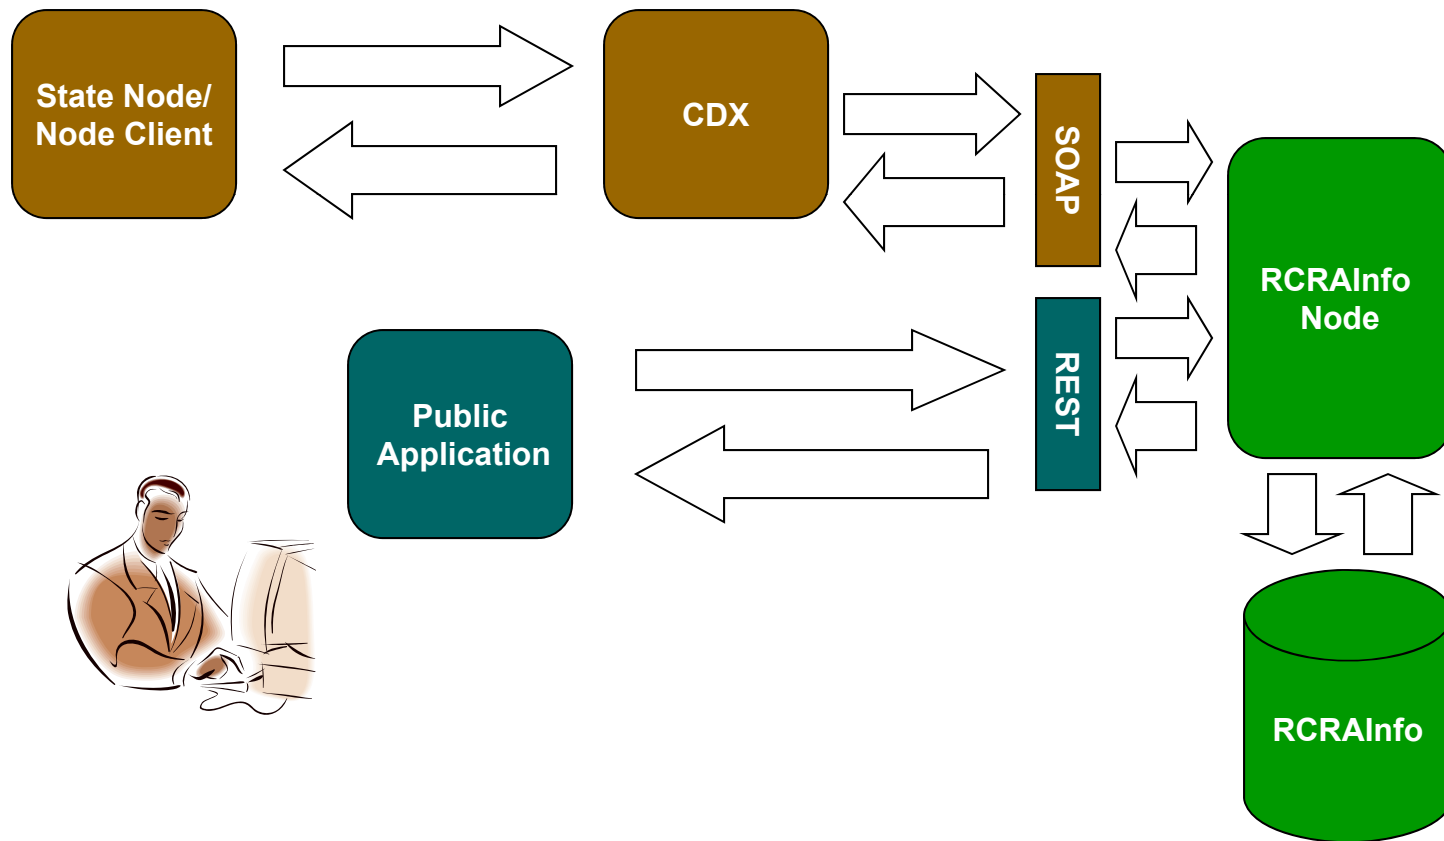 State Node/
Node Client
CDX
SOAP
RCRAInfo
Node
REST
Public
Application
RCRAInfo